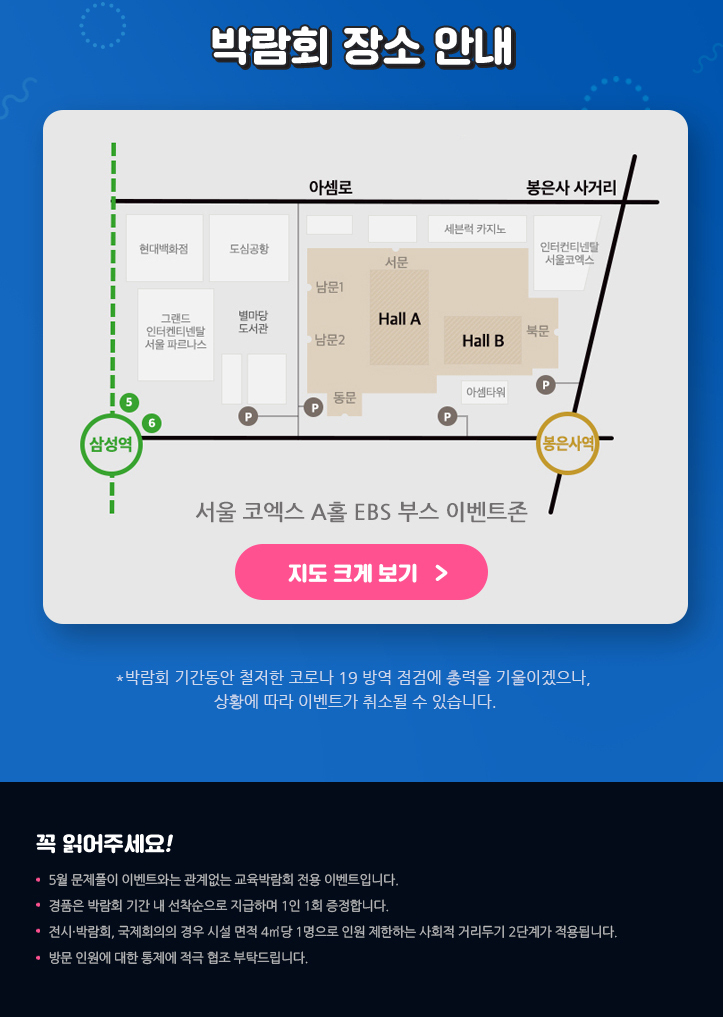 박람회 장소 안내
아셈로
봉은사 사거리
현대백화점
도심공항
세븐럭 카지노
인터컨티넨탈
서울코엑스
서문
남문1
그랜드
인터켄티넨탈
서울 파르나스
별마당
도서관
Hall A
Hall B
북문
남문2
동문
아셈타워
P
P
P
P
5
6
삼성역
봉은사역
서울 코엑스 A홀 EBS 부스 이벤트존
지도 크게 보기 >
*박람회 기간동안 철저한 코로나 19 방역 점검에 총력을 기울이겠으나,
상황에 따라 이벤트가 취소될 수 있습니다.
꼭 읽어주세요!
• 5월 문제풀이 이벤트와는 관계없는 교육박람회 전용 이벤트입니다.
• 경품은 박람회 기간 내 선착순으로 지급하며 1인 1회 증정합니다.
• 전시·박람회, 국제회의의 경우 시설 면적 4㎡당 1명으로 인원 제한하는 사회적 거리두기 2단계가 적용됩니다.
• 방문 인원에 대한 통제에 적극 협조 부탁드립니다.